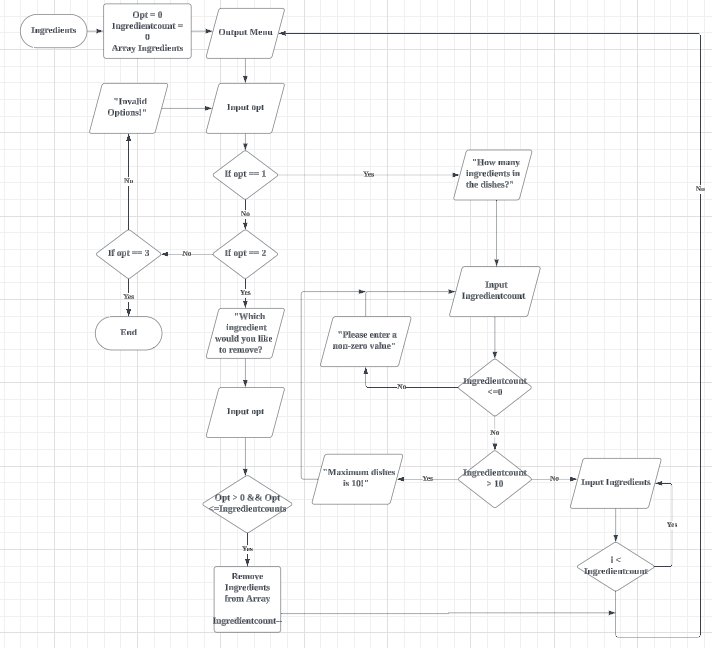 Ingredients
Opt = 0
Ingredientcount =
0
Array Ingredients
Output Menu
"Invalid
Options!"
Input opt
If opt == 1
Yes
"How many
ingredients in
the dishes?"
No
No
No
If opt == 3
No
If opt == 2
Yes
Yes
Input
Ingredientcount
"Which
ingredient
would you like
to remove?
End
"Please enter a
non-zero value"
Ingredientcount
<=0
No
Input opt
No
"Maximum dishes
is 10!"
Yes
Ingredientcount
> 10
No
Input Ingredients
Opt > 0 && Opt
<=Ingredientcounts
Yes
Yes
i <
Ingredientcount
Remove
Ingredients
from Array
Ingredientcount--